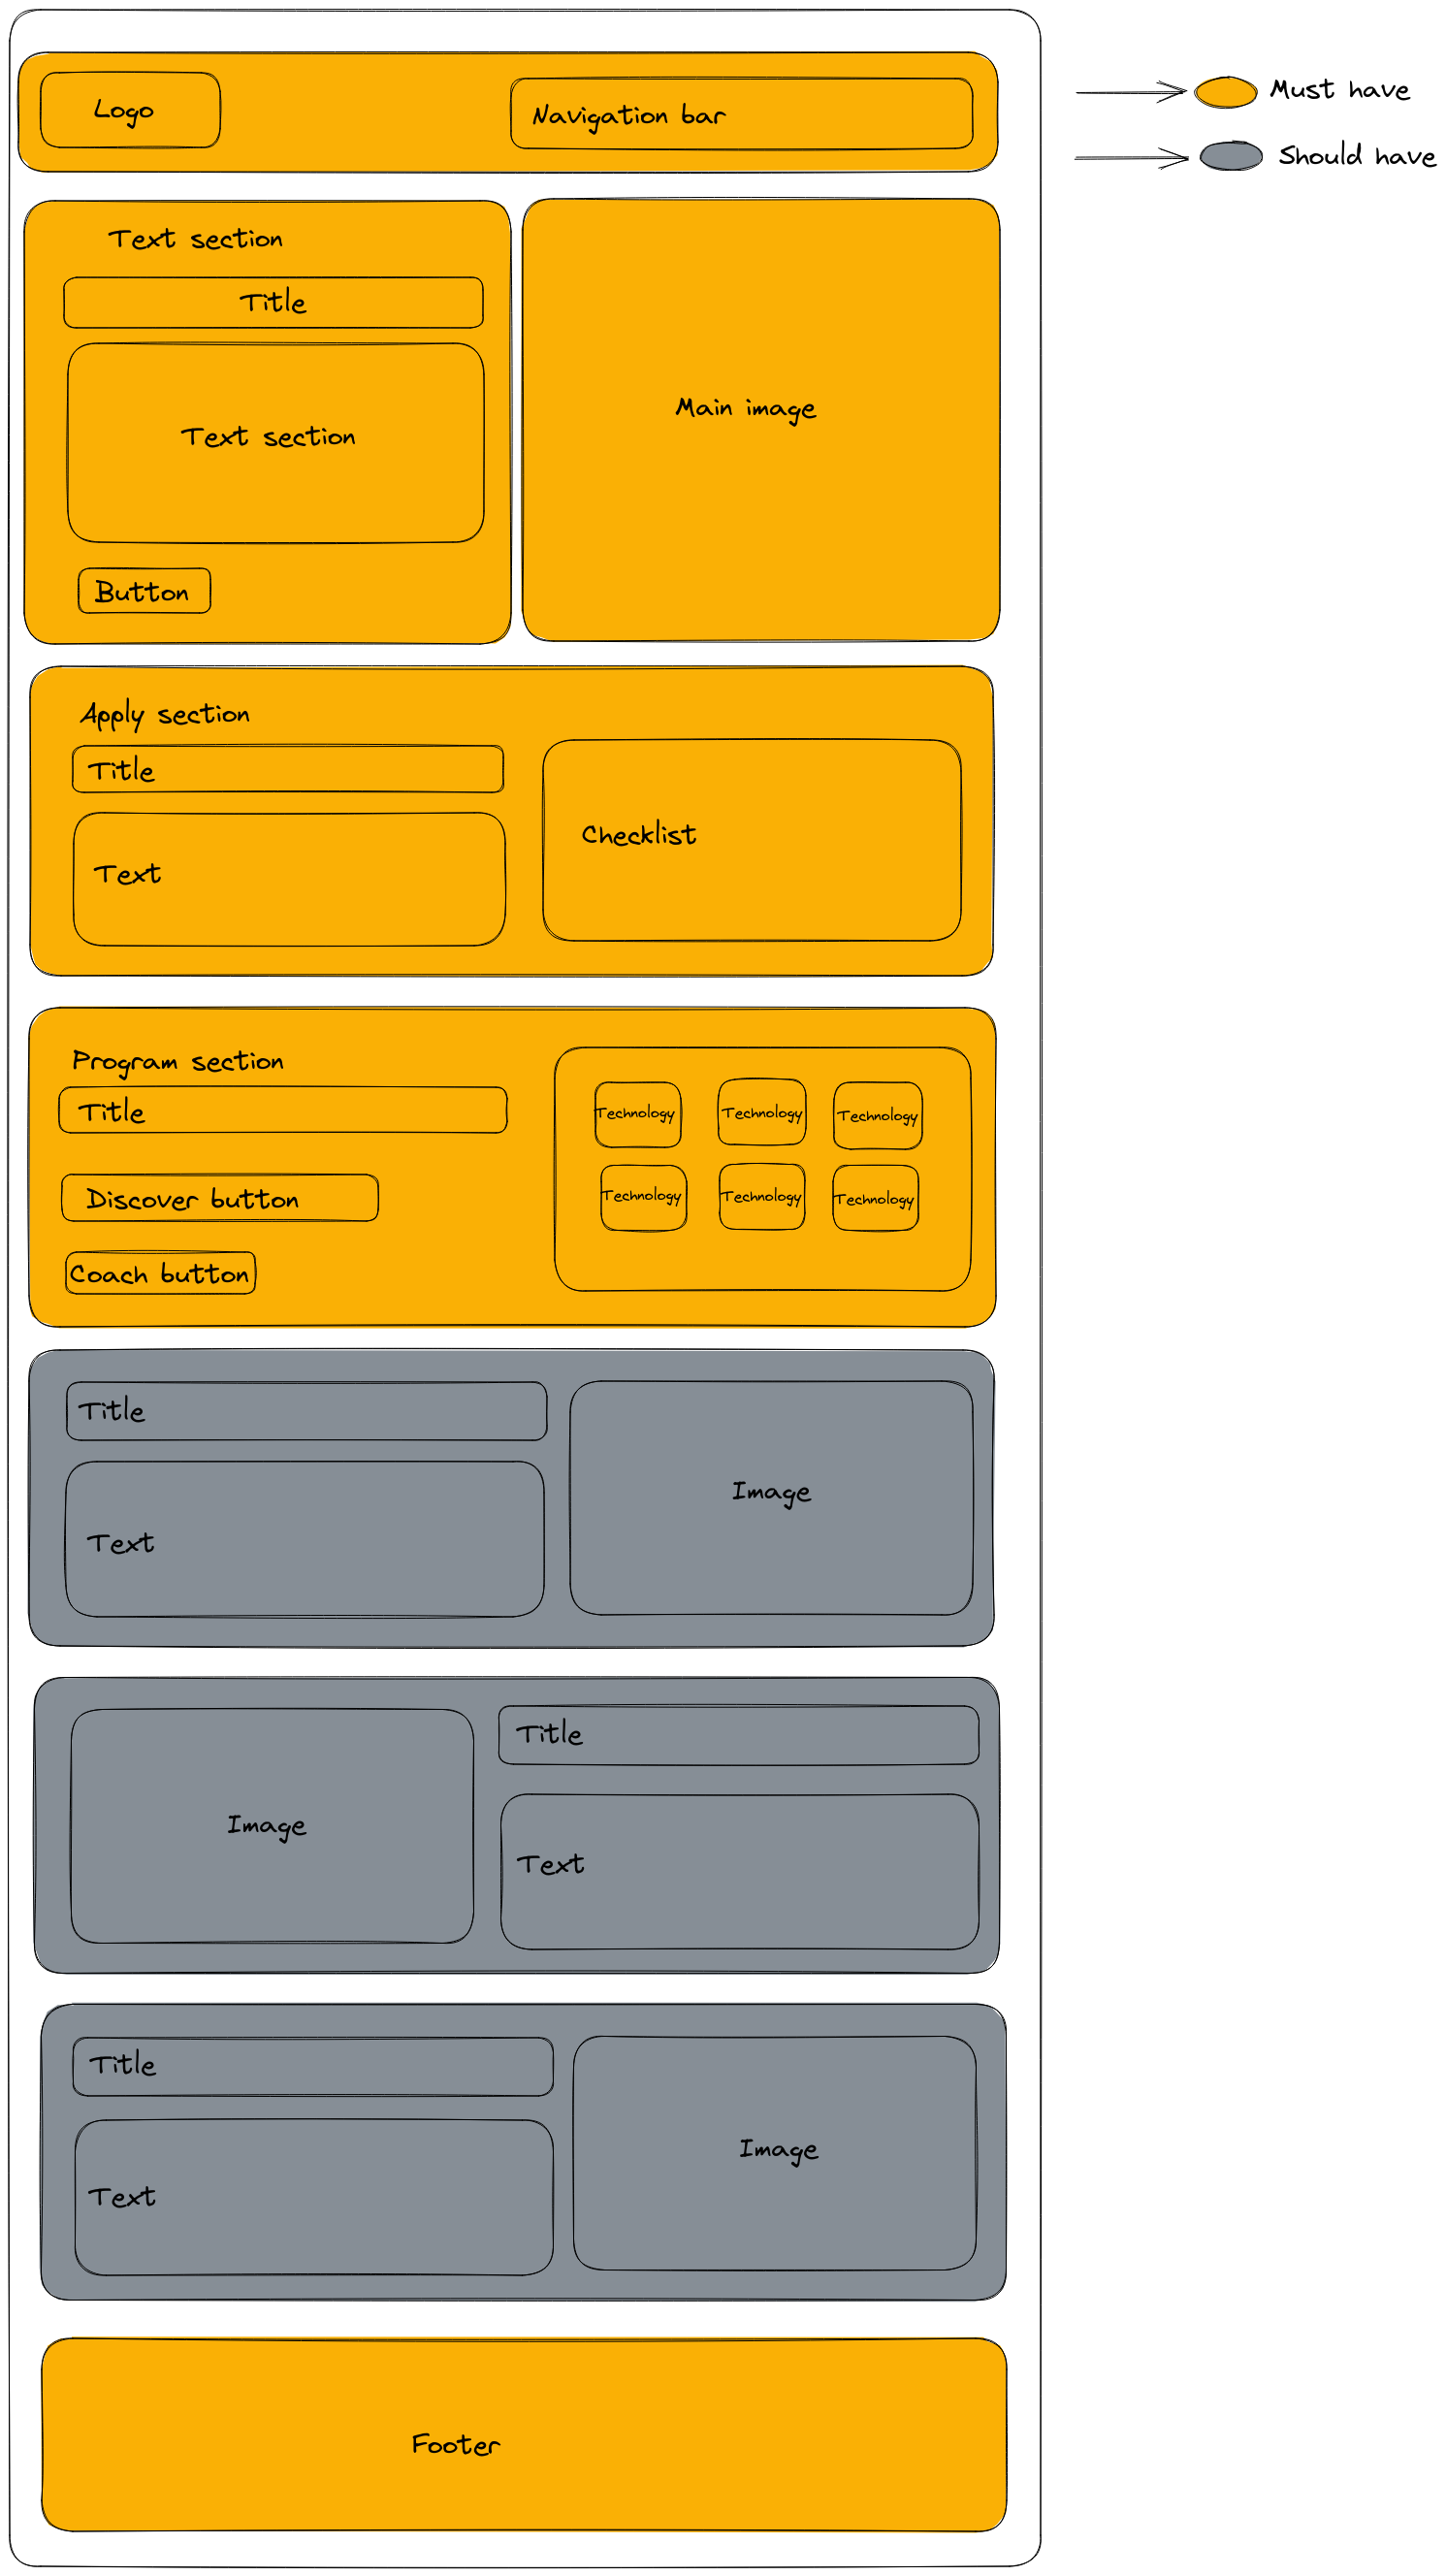 Logo
Navigation bar
Must have
Should have
Text section
Title
Text section
Button
Main image
Apply section
Title
Text
Checklist
Program section
Title
Discover button
Coach button
Technology
Technology
Technology
Technology
Technology
Technology
Title
Text
Image
Image
Title
Text
Title
Text
Image
Footer